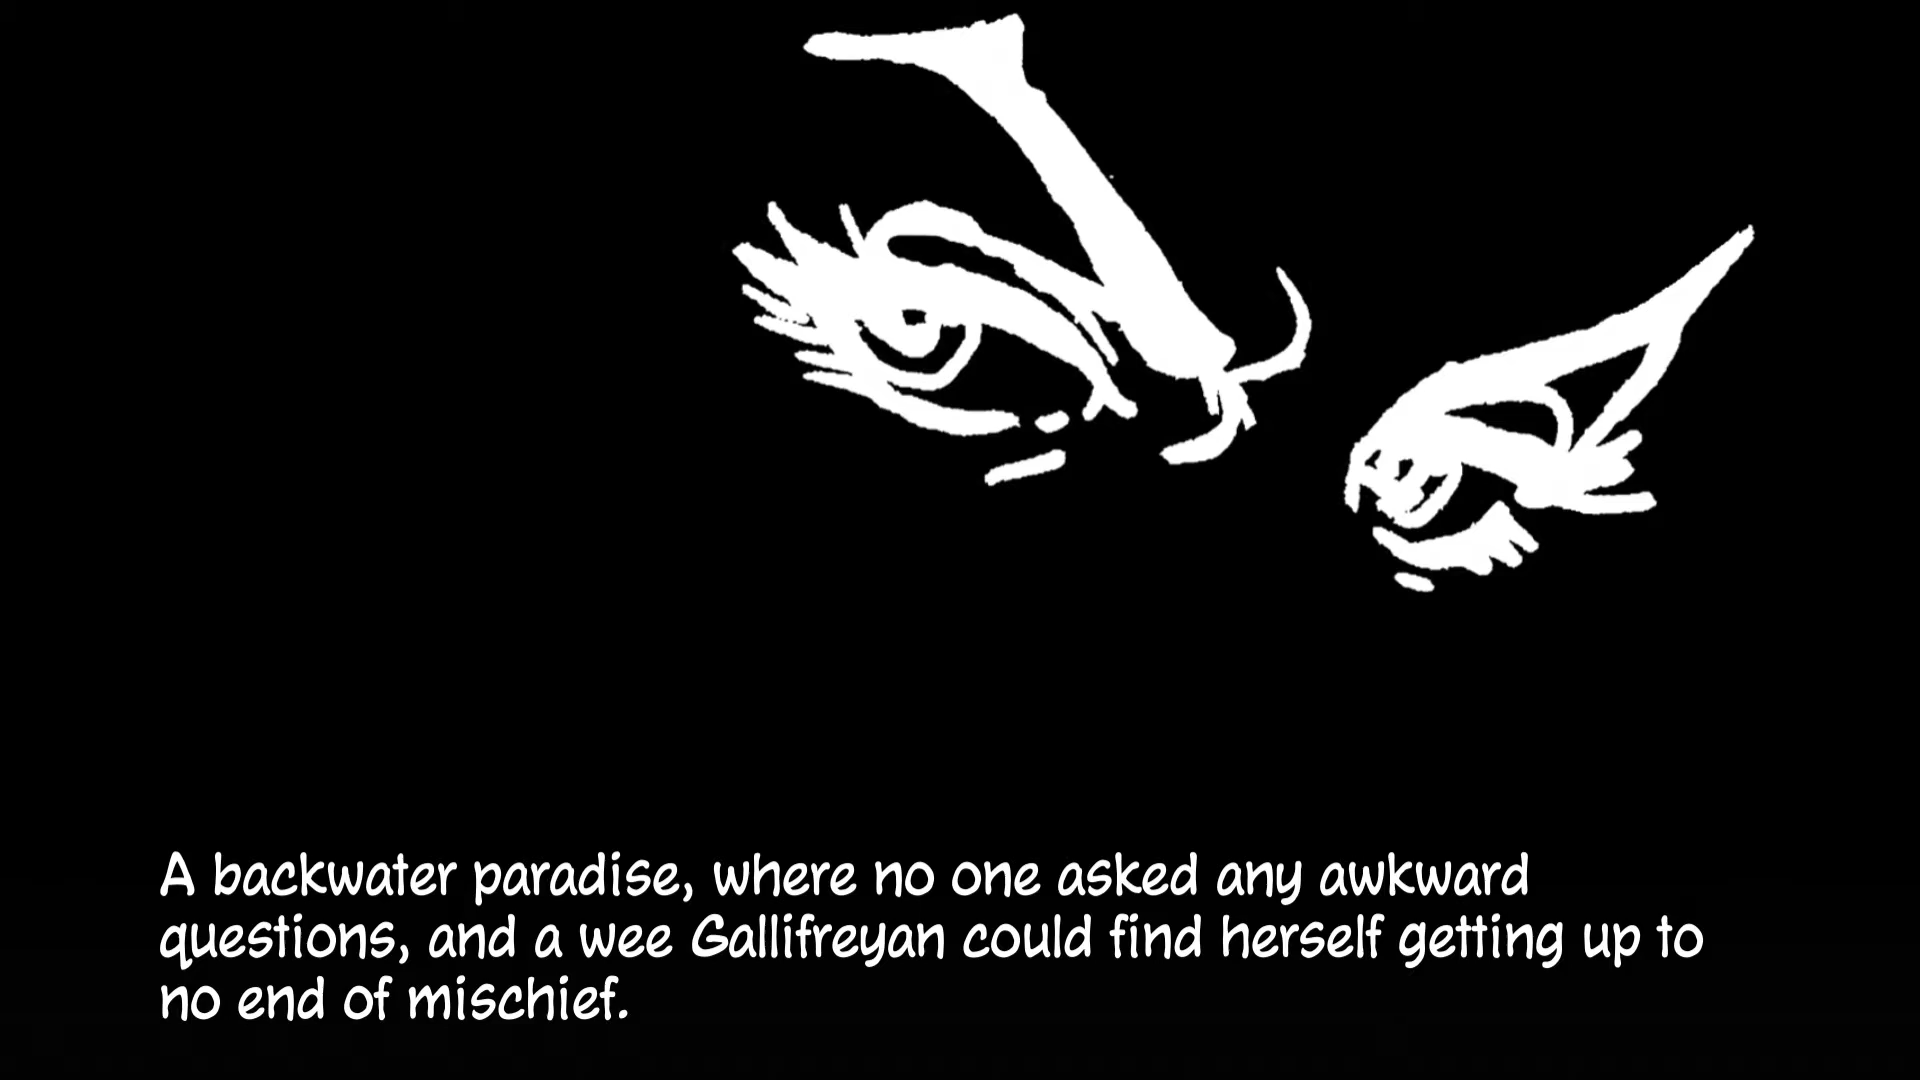 A backwater paradise, where no one asked any awkward
questions, and a wee Gallifreyan could find herself getting up to
no end of mischief.